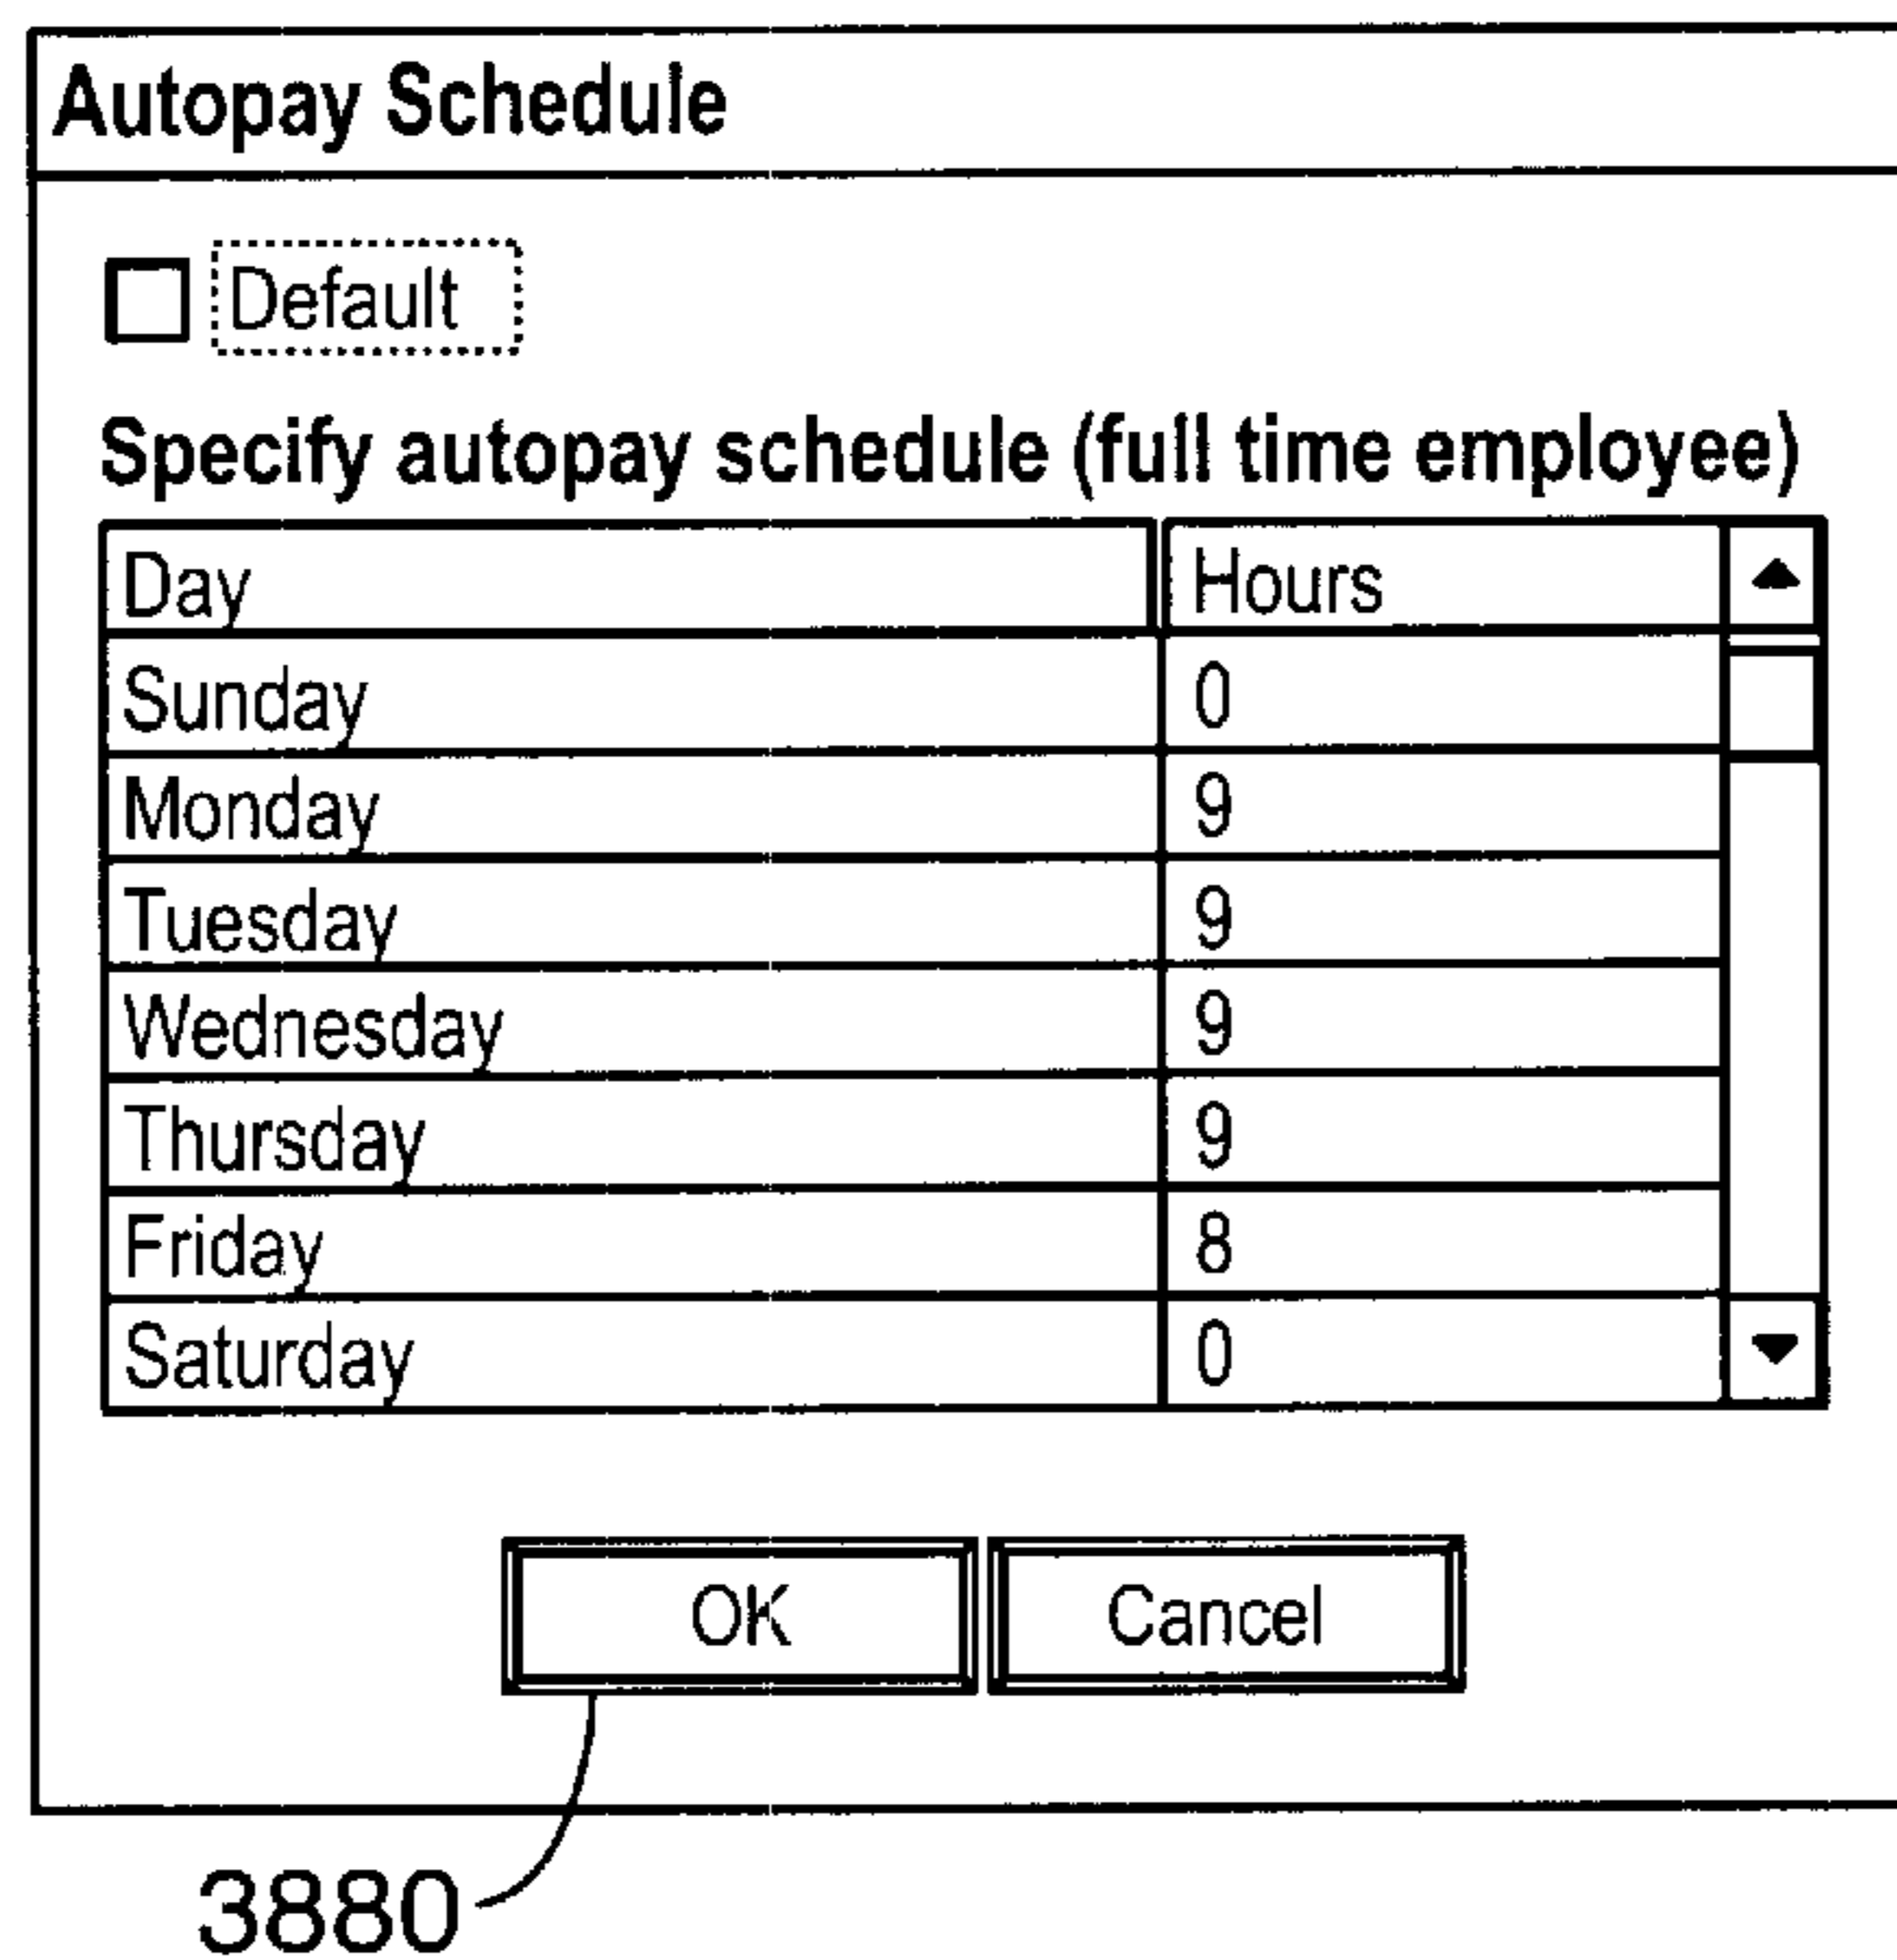 Autopay Schedule
Default
Specify autopay schedule (full time employee)
Day Hours
Sunday 0
Monday 9
Tuesday 9
Wednesday 9
Thursday 9
Friday 8
Saturday 0
OK Cancel
3880